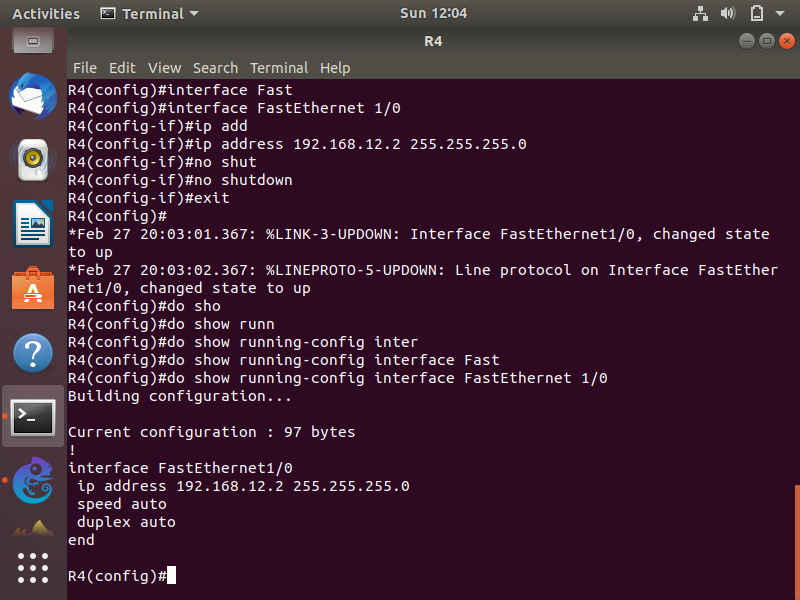 Activities
Terminal
Sun 12:04
R4
File Edit View Search Terminal Help
R4(config)#interface Fast
R4(config)#interface FastEthernet 1/0
R4(config-if)#ip add
R4(config-if)#ip address 192.168.12.2 255.255.255.0
R4(config-if)#no shut
R4(config-if)#no shutdown
R4(config-if)#exit
R4(config)#
*Feb 27 20:03:01.367: %LINK-3-UPDOWN: Interface FastEthernet1/0, changed state
to up
*Feb 27 20:03:02.367: %LINEPROTO-5-UPDOWN: Line protocol on Interface FastEther
net1/0, changed state to up
R4(config)#do sho
R4(config)#do show runn
R4(config)#do show running-config inter
R4(config)#do show running-config interface Fast
R4(config)#do show running-config interface FastEthernet 1/0
Building configuration...
Current configuration : 97 bytes
!
interface FastEthernet1/0
ip address 192.168.12.2 255.255.255.0
speed auto
duplex auto
end
R4(config)#